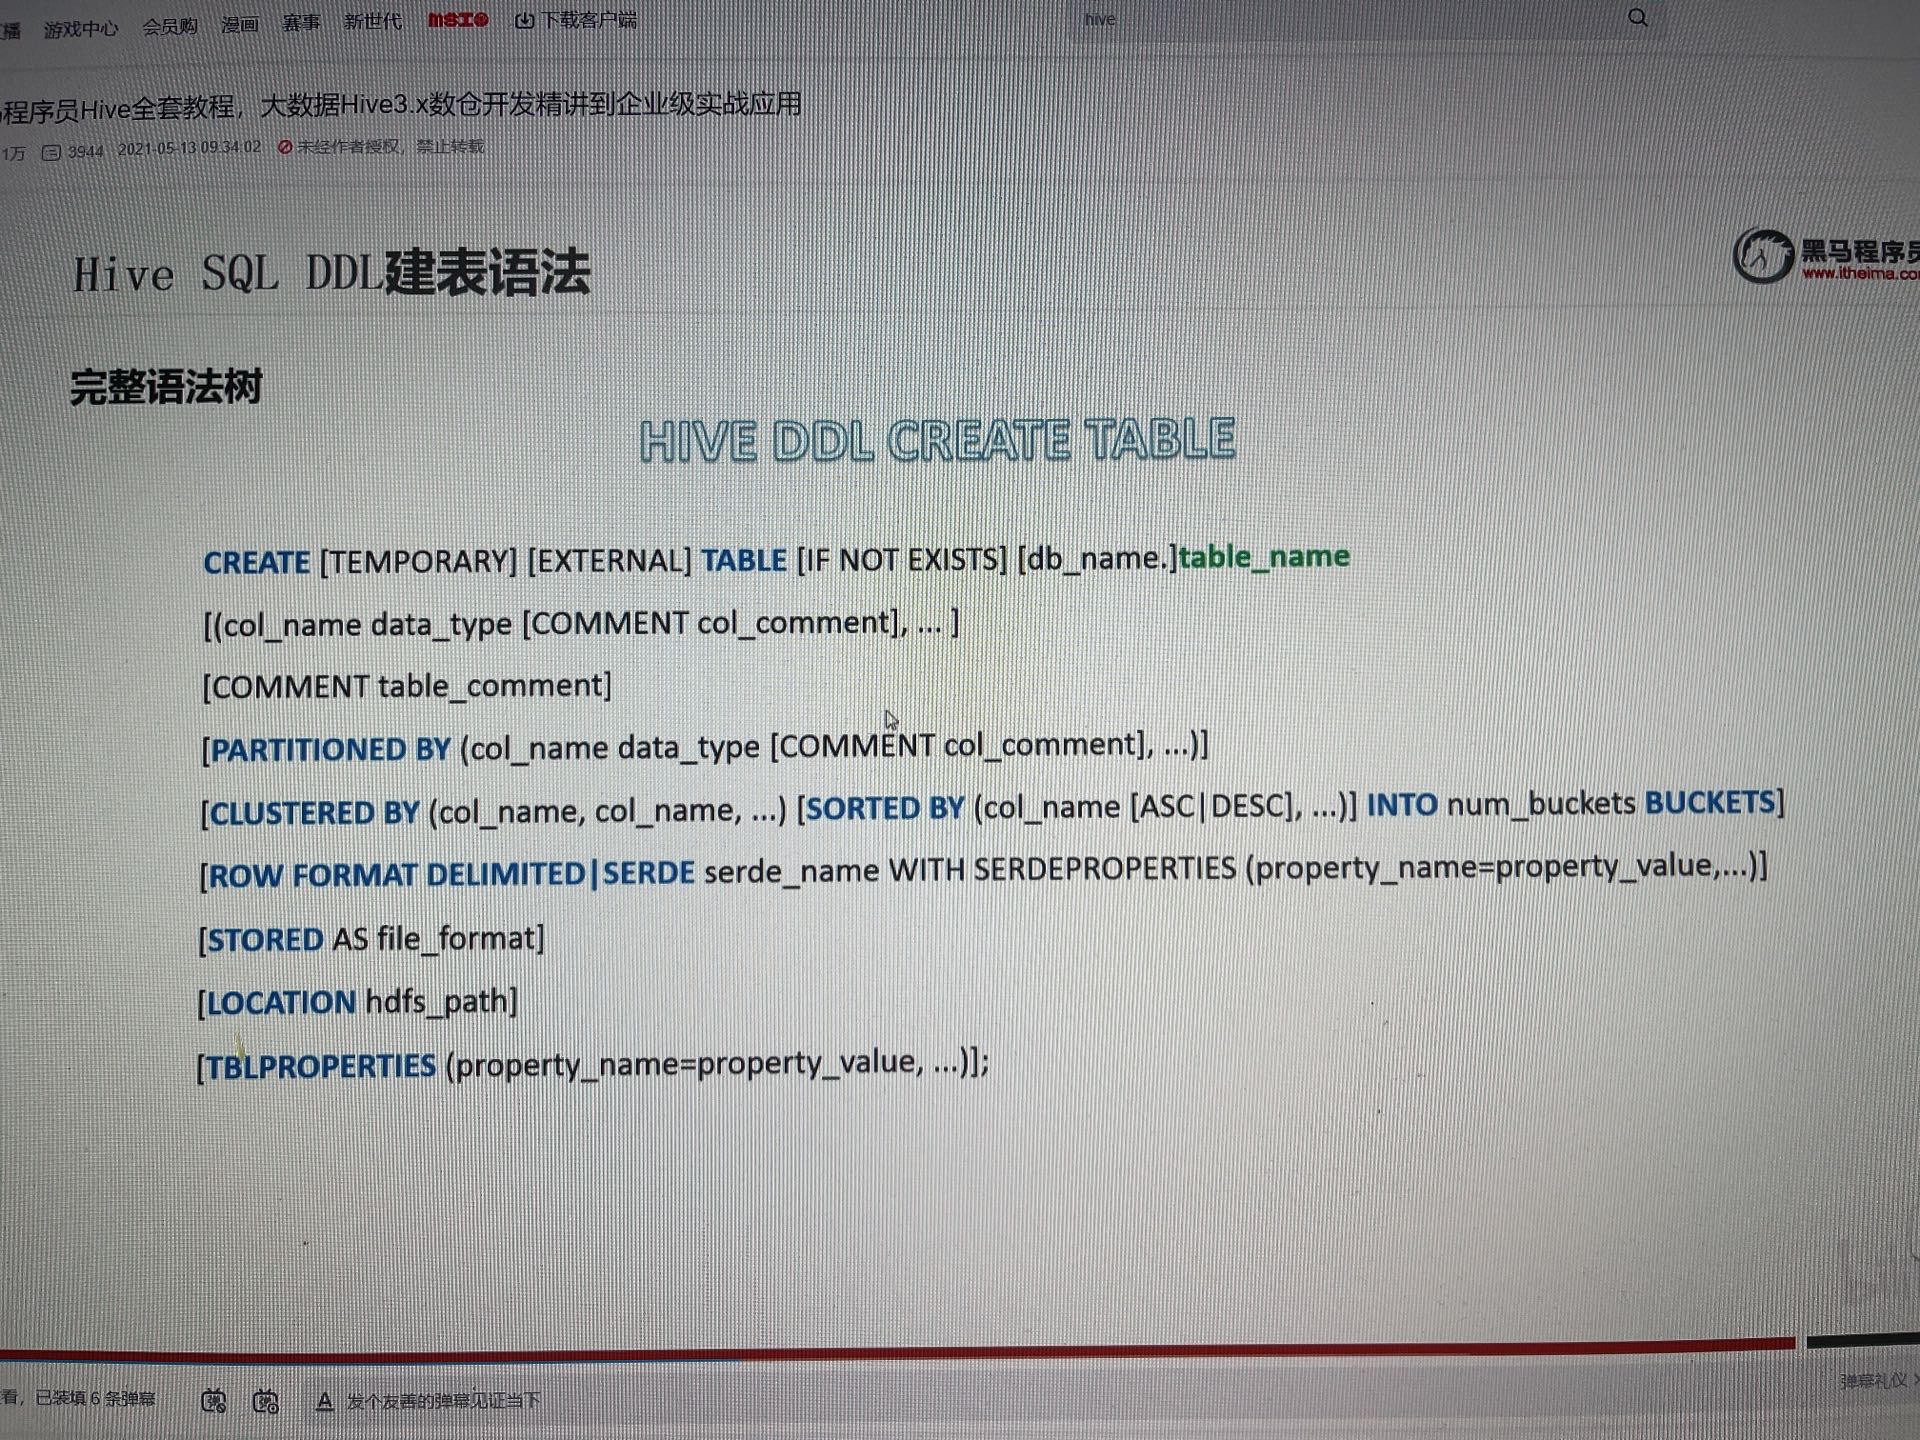 播 游戏中心 会员购 漫画 赛事 新世代 MSI 下载客户端
hive
程序员Hive全套教程，大数据Hive3.x数仓开发精讲到企业级实战应用
1万 3944 2021-05-13 09:34:02 未经作者授权，禁止转载
Hive SQL DDL建表语法
黑马程序员
www.itheima.co
完整语法树
HIVE DDL CREATE TABLE
CREATE [TEMPORARY] [EXTERNAL] TABLE [IF NOT EXISTS] [db_name.]table_name
[(col_name data_type [COMMENT col_comment], ... ]
[COMMENT table_comment]
[PARTITIONED BY (col_name data_type [COMMENT col_comment], ...)]
[CLUSTERED BY (col_name, col_name, ...) [SORTED BY (col_name [ASC|DESC], ...)] INTO num_buckets BUCKETS]
[ROW FORMAT DELIMITED|SERDE serde_name WITH SERDEPROPERTIES (property_name=property_value,...)]
[STORED AS file_format]
[LOCATION hdfs_path]
[TBLPROPERTIES (property_name=property_value, ...)];
看，已装填 6 条弹幕
A 发个友善的弹幕见证当下
弹幕礼仪 >